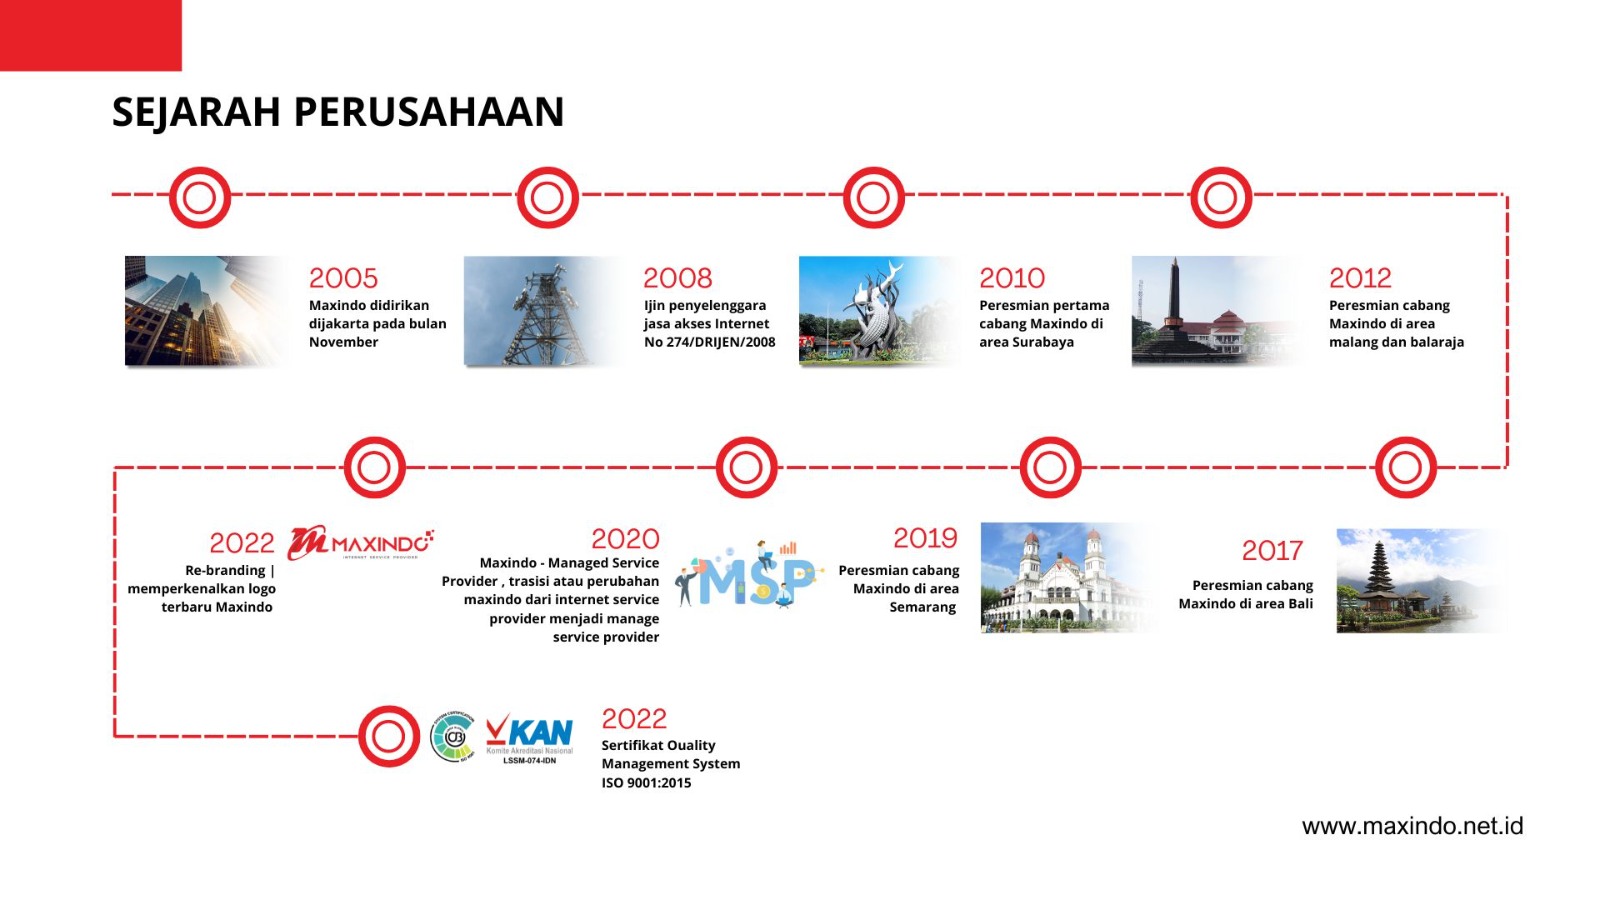 SEJARAH PERUSAHAAN
2005
Maxindo didirikan
dijakarta pada bulan
November
2008
Ijin penyelenggara
jasa akses Internet
No 274/DRIJEN/2008
2010
Peresmian pertama
cabang Maxindo di
area Surabaya
2012
Peresmian cabang
Maxindo di area
malang dan balaraja
2017
Peresmian cabang
Maxindo di area Bali
2019
Peresmian cabang
Maxindo di area
Semarang
MSP
2020
Maxindo - Managed Service
Provider , trasisi atau perubahan
maxindo dari internet service
provider menjadi manage
service provider
MAXINDO
INTERNET SERVICE PROVIDER
2022
Re-branding |
memperkenalkan logo
terbaru Maxindo
KAN
Komite Akreditasi Nasional
LSSM-074-IDN
2022
Sertifikat Ouality
Management System
ISO 9001:2015
www.maxindo.net.id